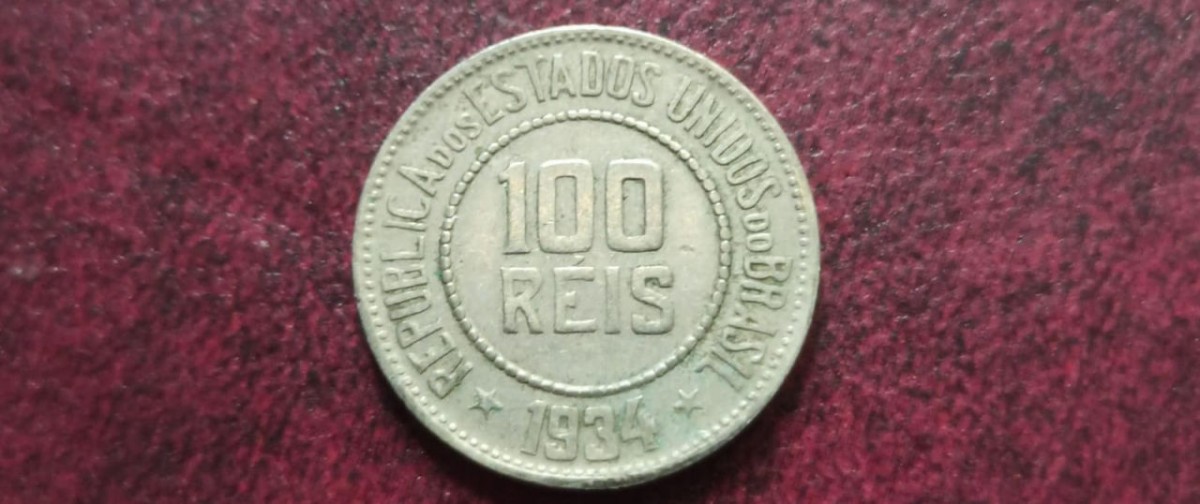 REPUBLICA DOS ESTADOS UNIDOS DO BRASIL
100
RÉIS
1934